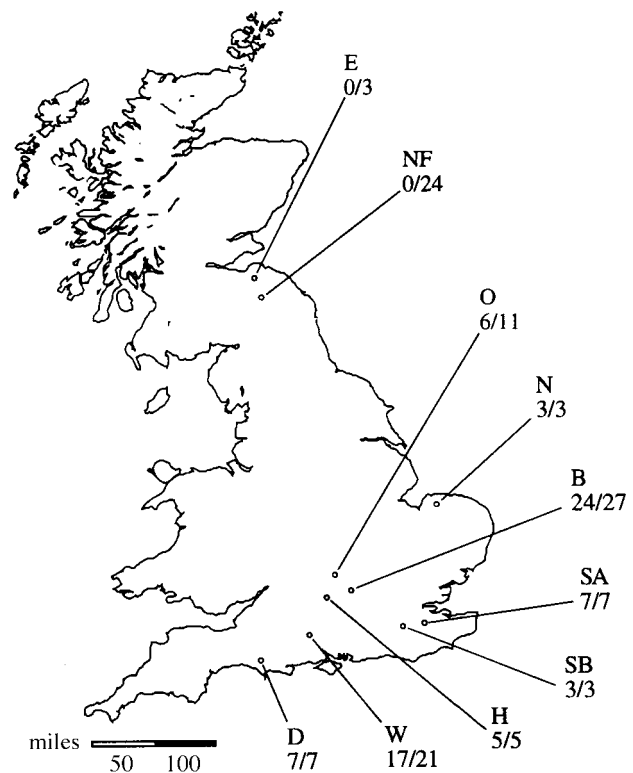 E
0/3
NF
0/24
O
6/11
N
3/3
B
24/27
SA
7/7
SB
3/3
H
5/5
W
17/21
D
7/7
miles
50 100